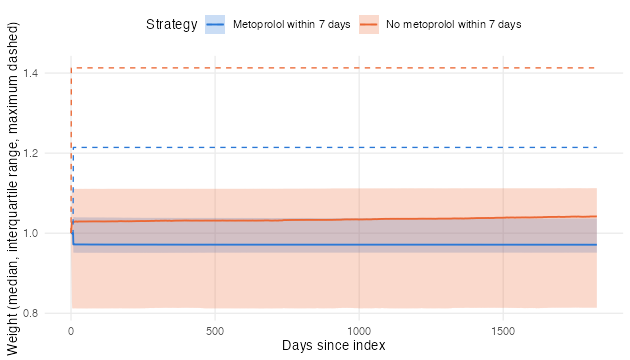 Strategy Metoprolol within 7 days No metoprolol within 7 days
Weight (median, interquartile range, maximum dashed)
1.4
1.2
1.0
0.8
0 500 1000 1500
Days since index